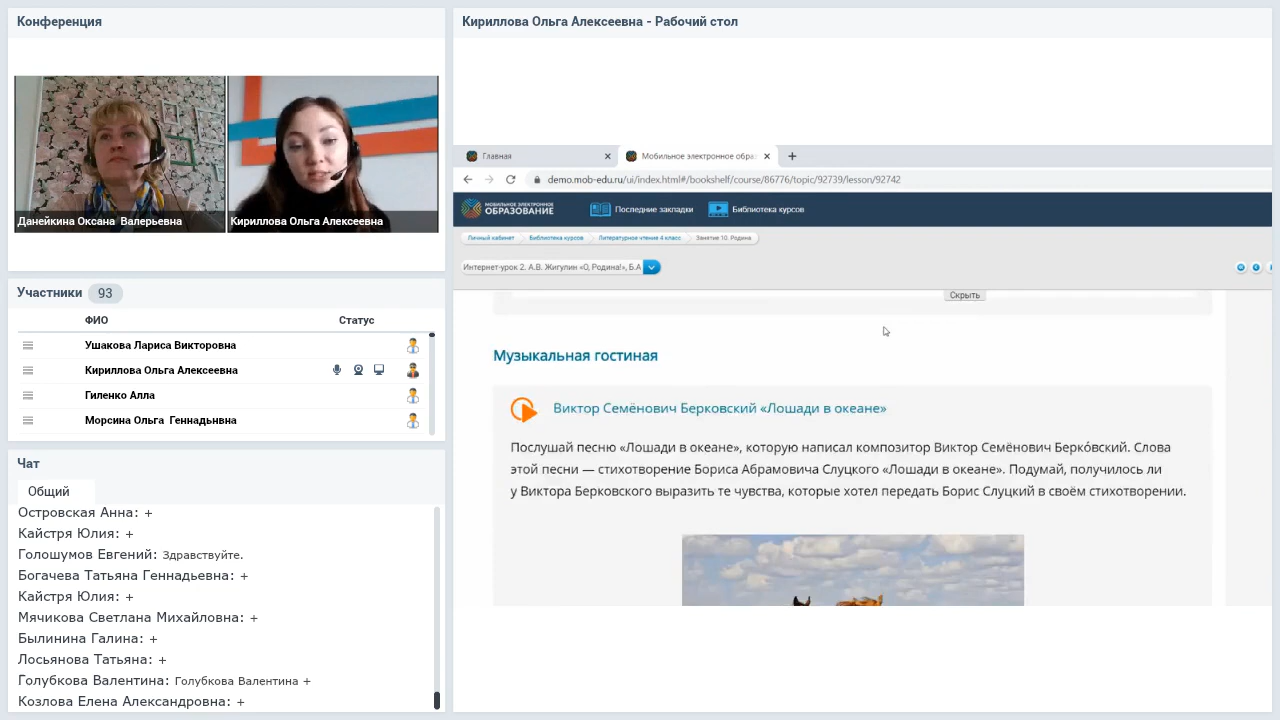 Конференция
Данейкина Оксана Валерьевна
Кириллова Ольга Алексеевна
Участники 93
ФИО Статус
Ушакова Лариса Викторовна
Кириллова Ольга Алексеевна
Гиленко Алла
Морсина Ольга Геннадьнвна
Чат
Общий
Островская Анна: +
Кайстря Юлия: +
Голошумов Евгений: Здравствуйте.
Богачева Татьяна Геннадьевна: +
Кайстря Юлия: +
Мячикова Светлана Михайловна: +
Былинина Галина: +
Лосьянова Татьяна: +
Голубкова Валентина: Голубкова Валентина +
Козлова Елена Александровна: +
Кириллова Ольга Алексеевна - Рабочий стол
Главная
Мобильное электронное обра
demo.mob-edu.ru/ui/index.html#/bookshelf/course/86776/topic/92739/lesson/92742
МОБИЛЬНОЕ ЭЛЕКТРОННОЕ
ОБРАЗОВАНИЕ
Последние закладки
Библиотека курсов
Личный кабинет
Библиотека курсов
Литературное чтение 4 класс
Занятие 10. Родина
Интернет-урок 2. А.В. Жигулин «О, Родина!», Б.А
Скрыть
Музыкальная гостиная
Виктор Семёнович Берковский «Лошади в океане»
Послушай песню «Лошади в океане», которую написал композитор Виктор Семёнович Берко́вский. Слова
этой песни — стихотворение Бориса Абрамовича Слуцкого «Лошади в океане». Подумай, получилось ли
у Виктора Берковского выразить те чувства, которые хотел передать Борис Слуцкий в своём стихотворении.